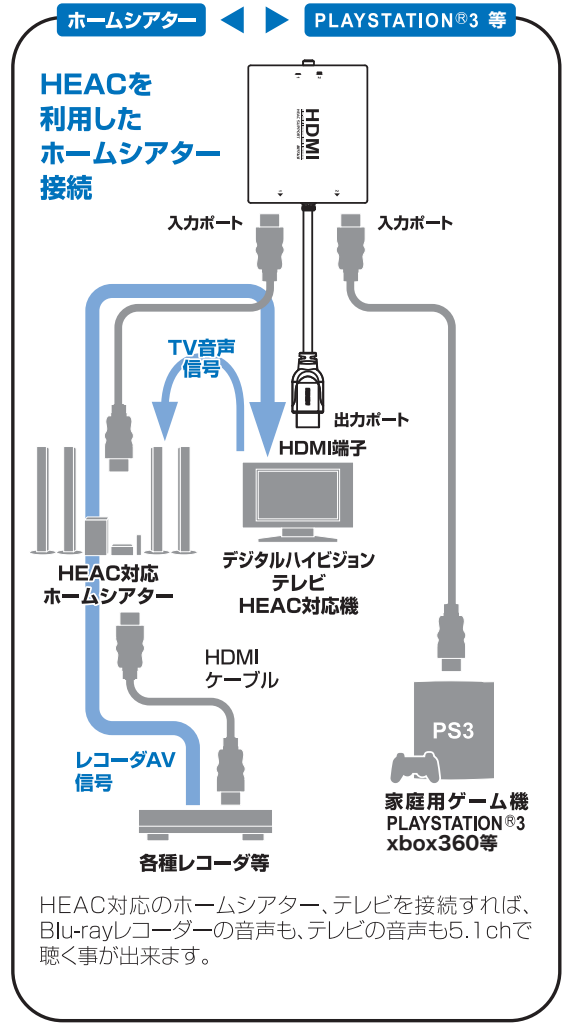 ホームシアター ◀ ▶ PLAYSTATION®3 等
HEACを
利用した
ホームシアター
接続
HDMI
入力ポート
入力ポート
TV音声
信号
出力ポート
HDMI端子
デジタルハイビジョン
テレビ
HEAC対応機
HEAC対応
ホームシアター
HDMI
ケーブル
レコーダAV
信号
各種レコーダ等
PS3
家庭用ゲーム機
PLAYSTATION®3
xbox360等
HEAC対応のホームシアター、テレビを接続すれば、
Blu-rayレコーダーの音声も、テレビの音声も5.1chで
聴く事が出来ます。